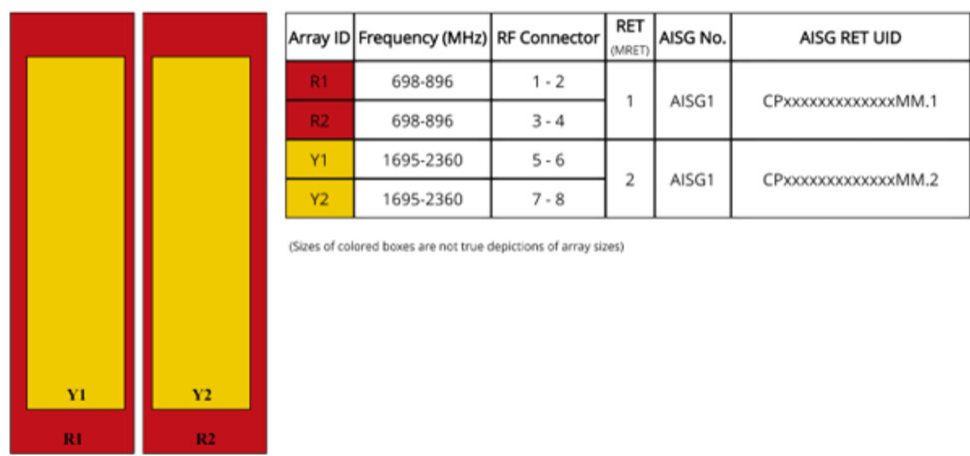 Array ID Frequency (MHz) RF Connector RET (MRET) AISG No. AISG RET UID
R1 698-896 1 - 2 1 AISG1 CPxxxxxxxxxxxxxMM.1
R2 698-896 3 - 4
Y1 1695-2360 5 - 6 2 AISG1 CPxxxxxxxxxxxxxMM.2
Y2 1695-2360 7 - 8
(Sizes of colored boxes are not true depictions of array sizes)
Y1 Y2
R1 R2